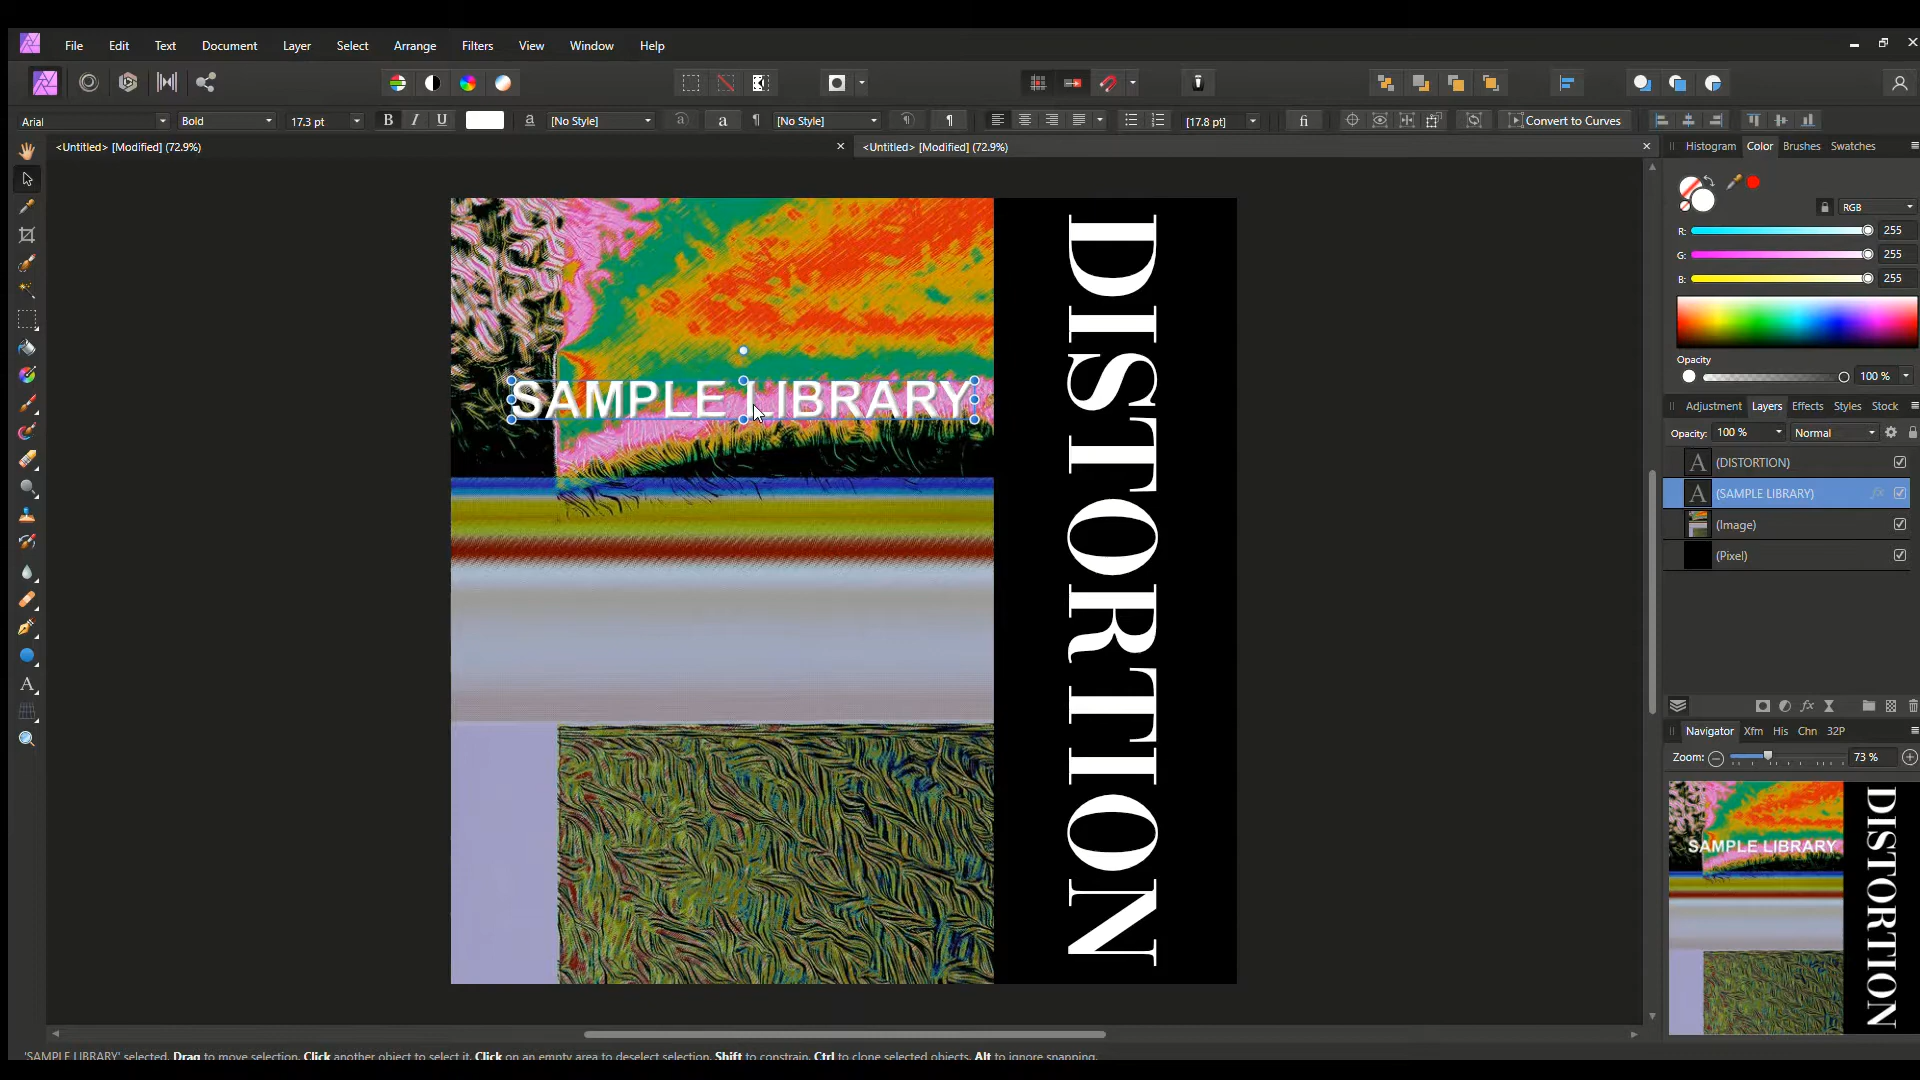 File Edit Text Document Layer Select Arrange Filters View Window Help
Arial Bold 17.3 pt B I U a [No Style] a a ¶ [No Style] ¶ ¶ [17.8 pt] fi Convert to Curves
<Untitled> [Modified] (72.9%)
<Untitled> [Modified] (72.9%)
Histogram Color Brushes Swatches
RGB
R: 255
G: 255
B: 255
Opacity
100 %
Adjustment Layers Effects Styles Stock
Opacity: 100 % Normal
A (DISTORTION)
A (SAMPLE LIBRARY) fx
(Image)
(Pixel)
fx
Navigator Xfm His Chn 32P
Zoom: 73 %
SAMPLE LIBRARY
DISTORTION
SAMPLE LIBRARY
DISTORTION
A
'SAMPLE LIBRARY' selected. Drag to move selection. Click another object to select it. Click on an empty area to deselect selection. Shift to constrain. Ctrl to clone selected objects. Alt to ignore snapping.